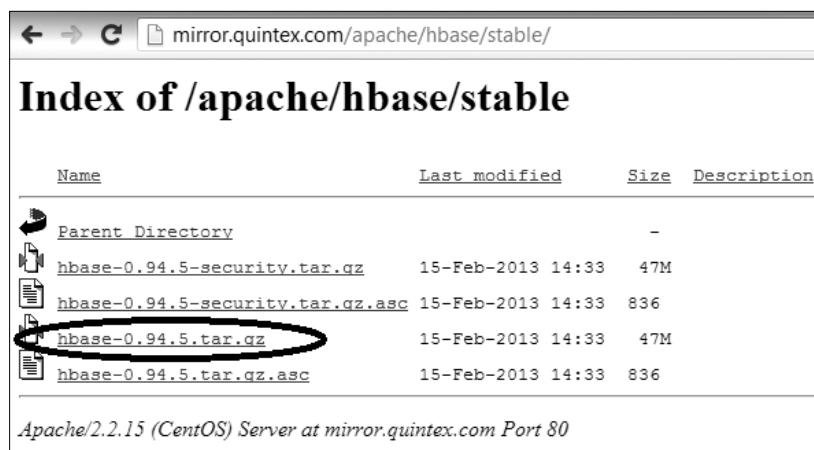 mirror.quintex.com/apache/hbase/stable/
Index of /apache/hbase/stable
Name Last modified Size Description
Parent Directory -
hbase-0.94.5-security.tar.gz 15-Feb-2013 14:33 47M
hbase-0.94.5-security.tar.gz.asc 15-Feb-2013 14:33 836
hbase-0.94.5.tar.gz 15-Feb-2013 14:33 47M
hbase-0.94.5.tar.gz.asc 15-Feb-2013 14:33 836
Apache/2.2.15 (CentOS) Server at mirror.quintex.com Port 80